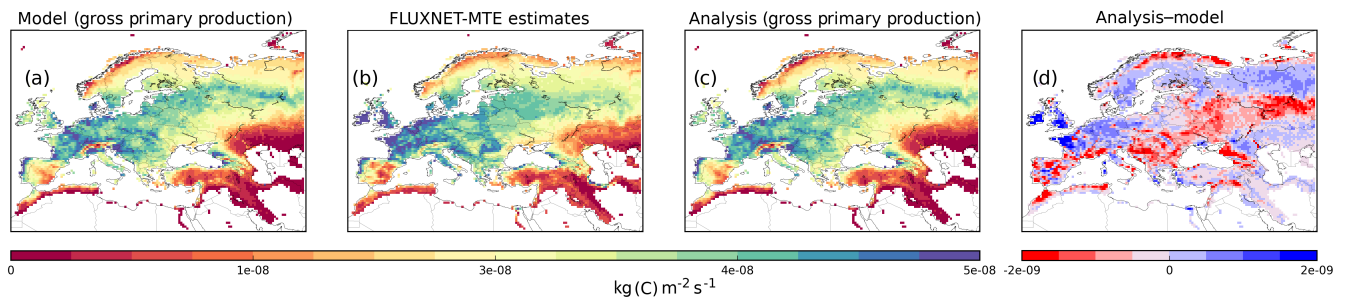 Model (gross primary production)
FLUXNET-MTE estimates
Analysis (gross primary production)
Analysis–model
(a)
(b)
(c)
(d)
0 1e-08 3e-08 4e-08 5e-08
-2e-09 0 2e-09
kg (C) m⁻² s⁻¹